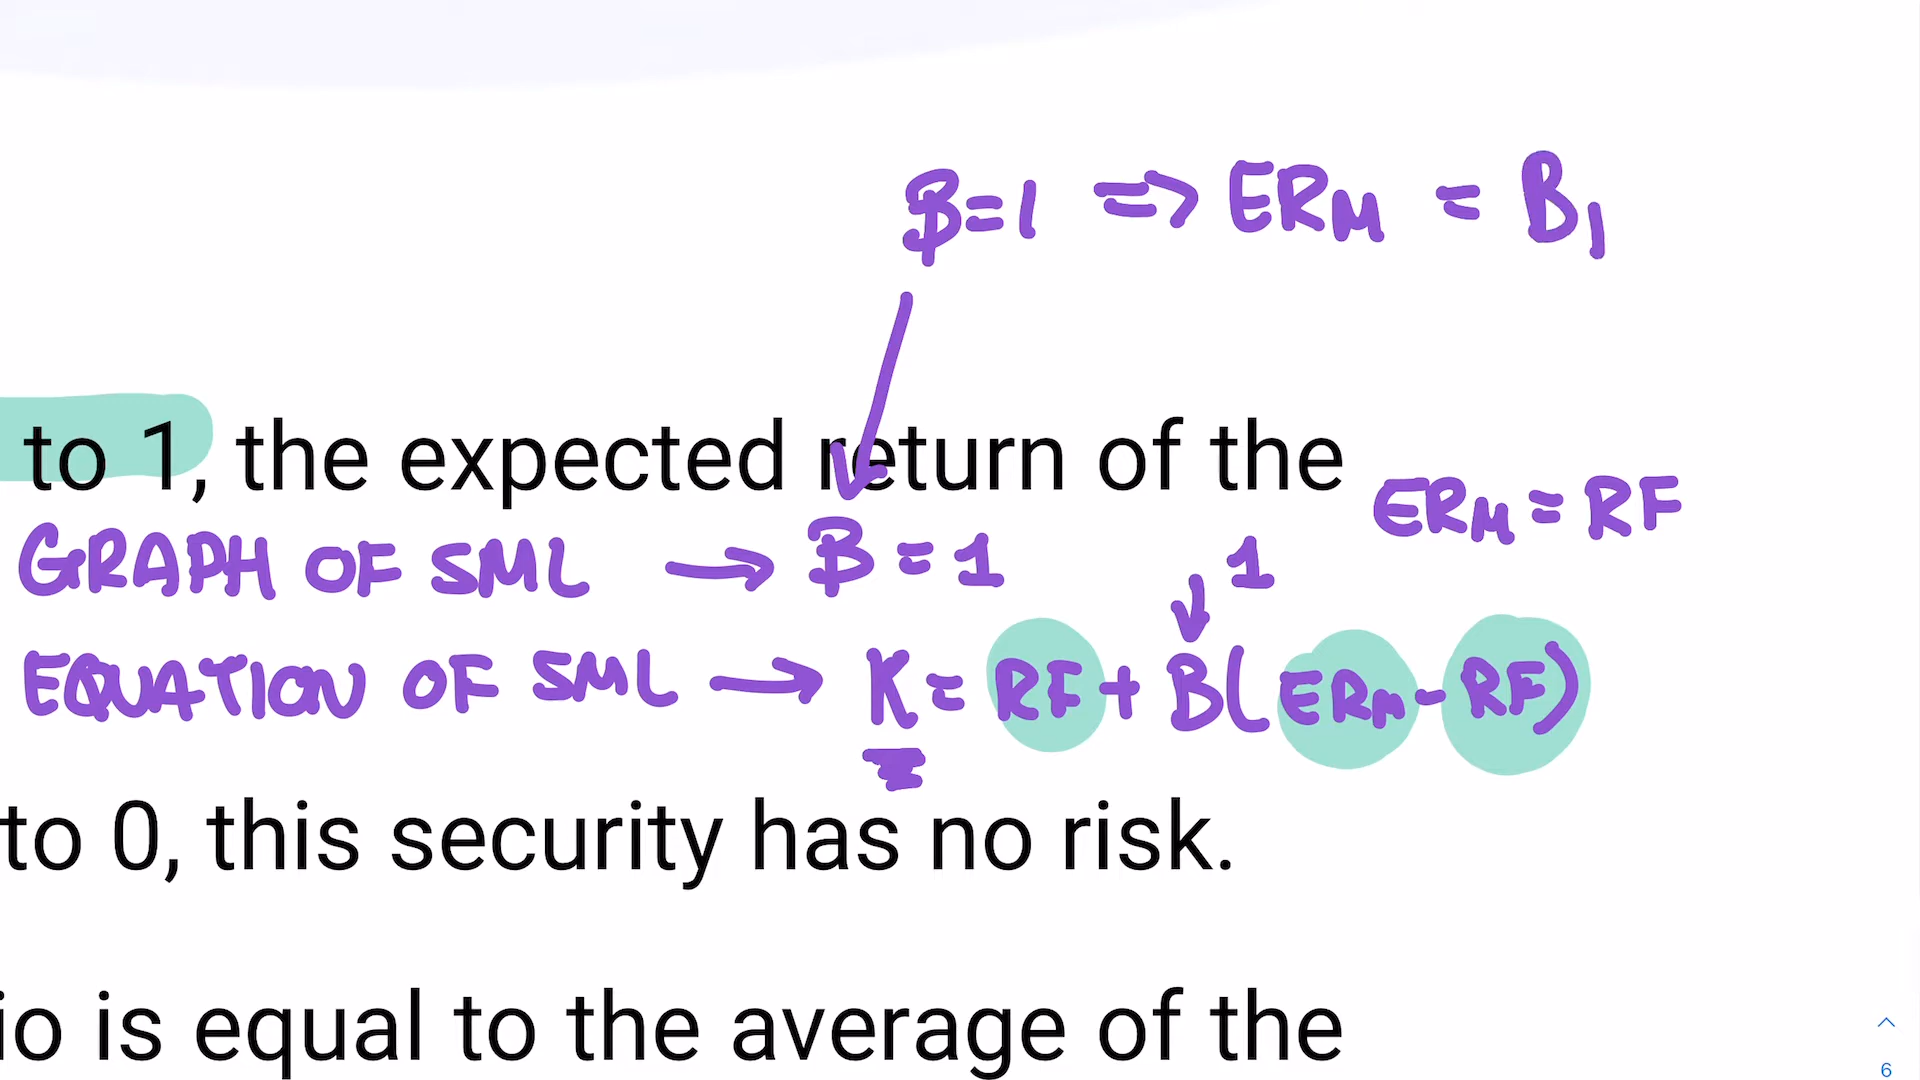 B=1 => ERM = B1
to 1, the expected return of the
ERM = RF
GRAPH OF SML → B = 1
1
EQUATION OF SML → K = RF + B(ERM - RF)
to 0, this security has no risk.
io is equal to the average of the
6